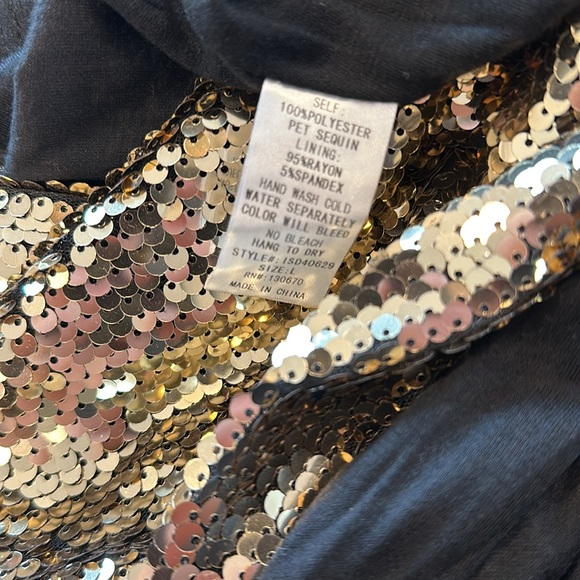 SELF:
100%POLYESTER
PET SEQUIN
LINING:
95%RAYON
5%SPANDEX
HAND WASH COLD
WATER SEPARATELY
COLOR WILL BLEED
NO BLEACH
HANG TO DRY
STYLE#: ISD40629
SIZE: L
RN#: 130670
MADE IN CHINA